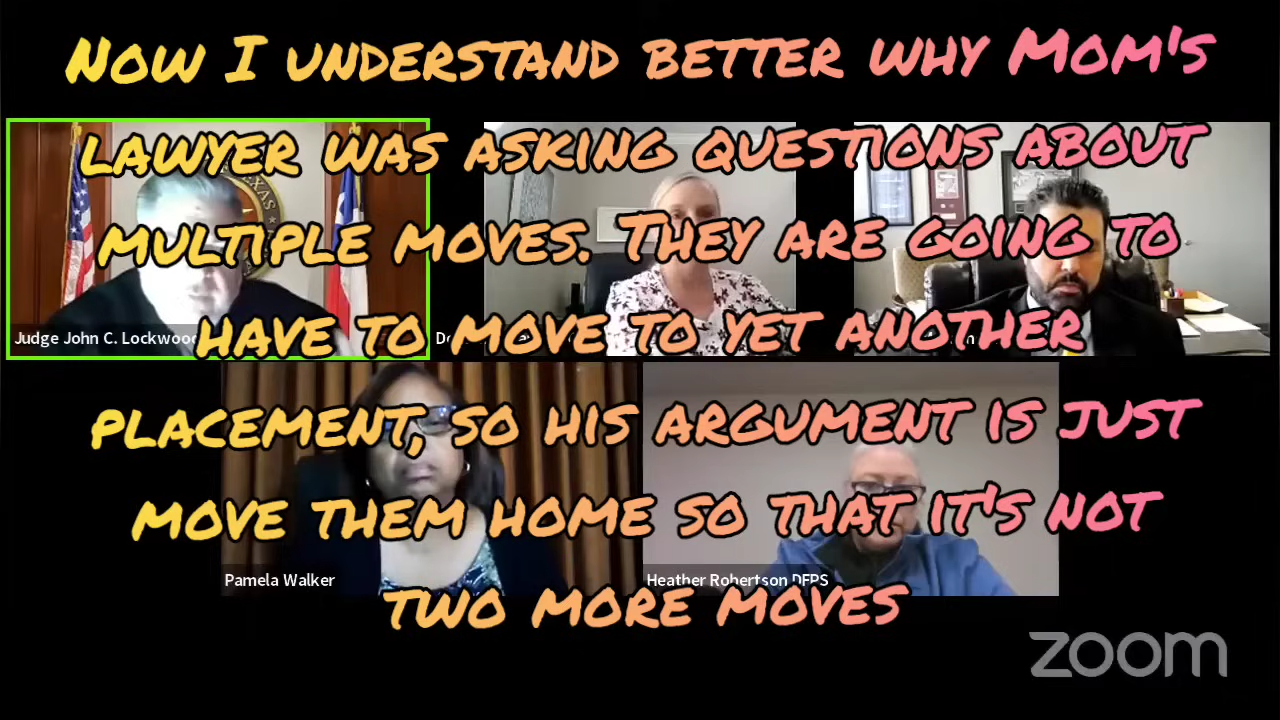 Now I understand better why Mom's
lawyer was asking questions about
multiple moves. They are going to
have to move to yet another
placement, so his argument is just
move them home so that it's not
two more moves
TEXAS
Judge John C. Lockwood
Pamela Walker
Heather Robertson DFPS
zoom